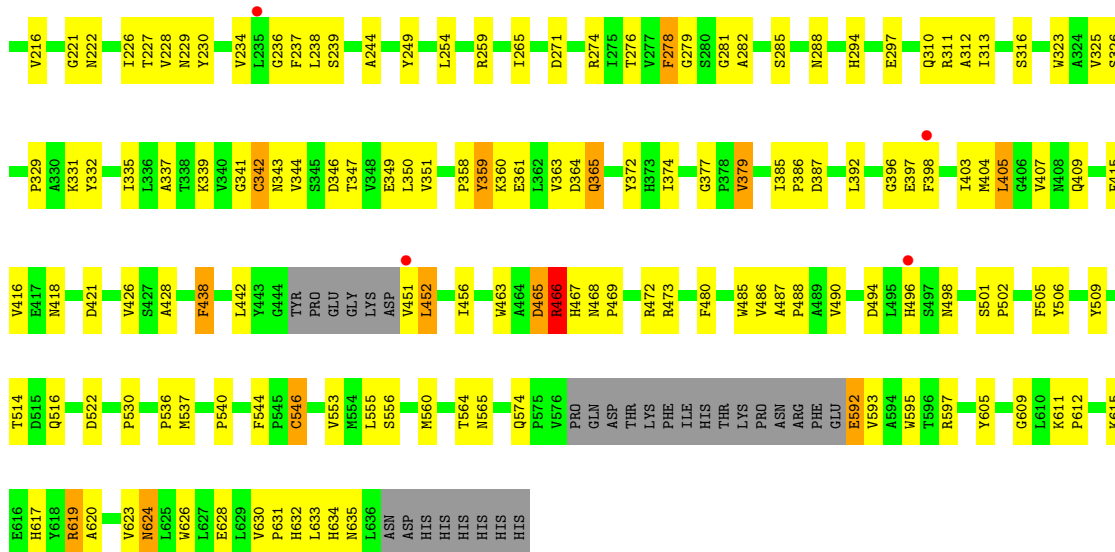 V216 G221 N222 I226 T227 V228 N229 Y230 V234 L235 G236 F237 L238 S239 A244 Y249 L254 R259 I265 D271 R274 I275 T276 V277 F278 G279 S280 G281 A282 S285 N288 H294 E297 Q310 R311 A312 I313 S316 W323 A324 V325 S326
P329 A330 K331 Y332 I335 L336 A337 T338 K339 V340 G341 C342 N343 V344 S345 D346 T347 V348 E349 L350 V351 P358 Y359 K360 E361 L362 V363 D364 Q365 Y372 H373 I374 G377 P378 V379 I385 P386 D387 L392 G396 E397 F398 I403 M404 L405 G406 V407 N408 Q409 E415
V416 E417 N418 D421 V426 S427 A428 F438 L442 Y443 G444 TYR PRO GLU GLY LYS ASP V451 L452 I456 W463 A464 D465 R466 H467 N468 P469 R472 R473 F480 W485 V486 A487 P488 A489 V490 D494 L495 H496 S497 N498 S501 P502 F505 Y506 Y509
T514 D515 Q516 D522 P530 P536 M537 P540 F544 P545 C546 V553 M554 L555 S556 M560 T564 N565 Q574 P575 V576 PRO GLN ASP THR LYS PHE ILE HIS THR LYS PRO ASN ARG PHE GLU E592 V593 A594 W595 T596 R597 Y605 G609 L610 K611 P612 K615
E616 H617 Y618 R619 A620 V623 N624 L625 W626 L627 E628 L629 V630 P631 H632 L633 H634 N635 L636 ASN ASP HIS HIS HIS HIS HIS HIS